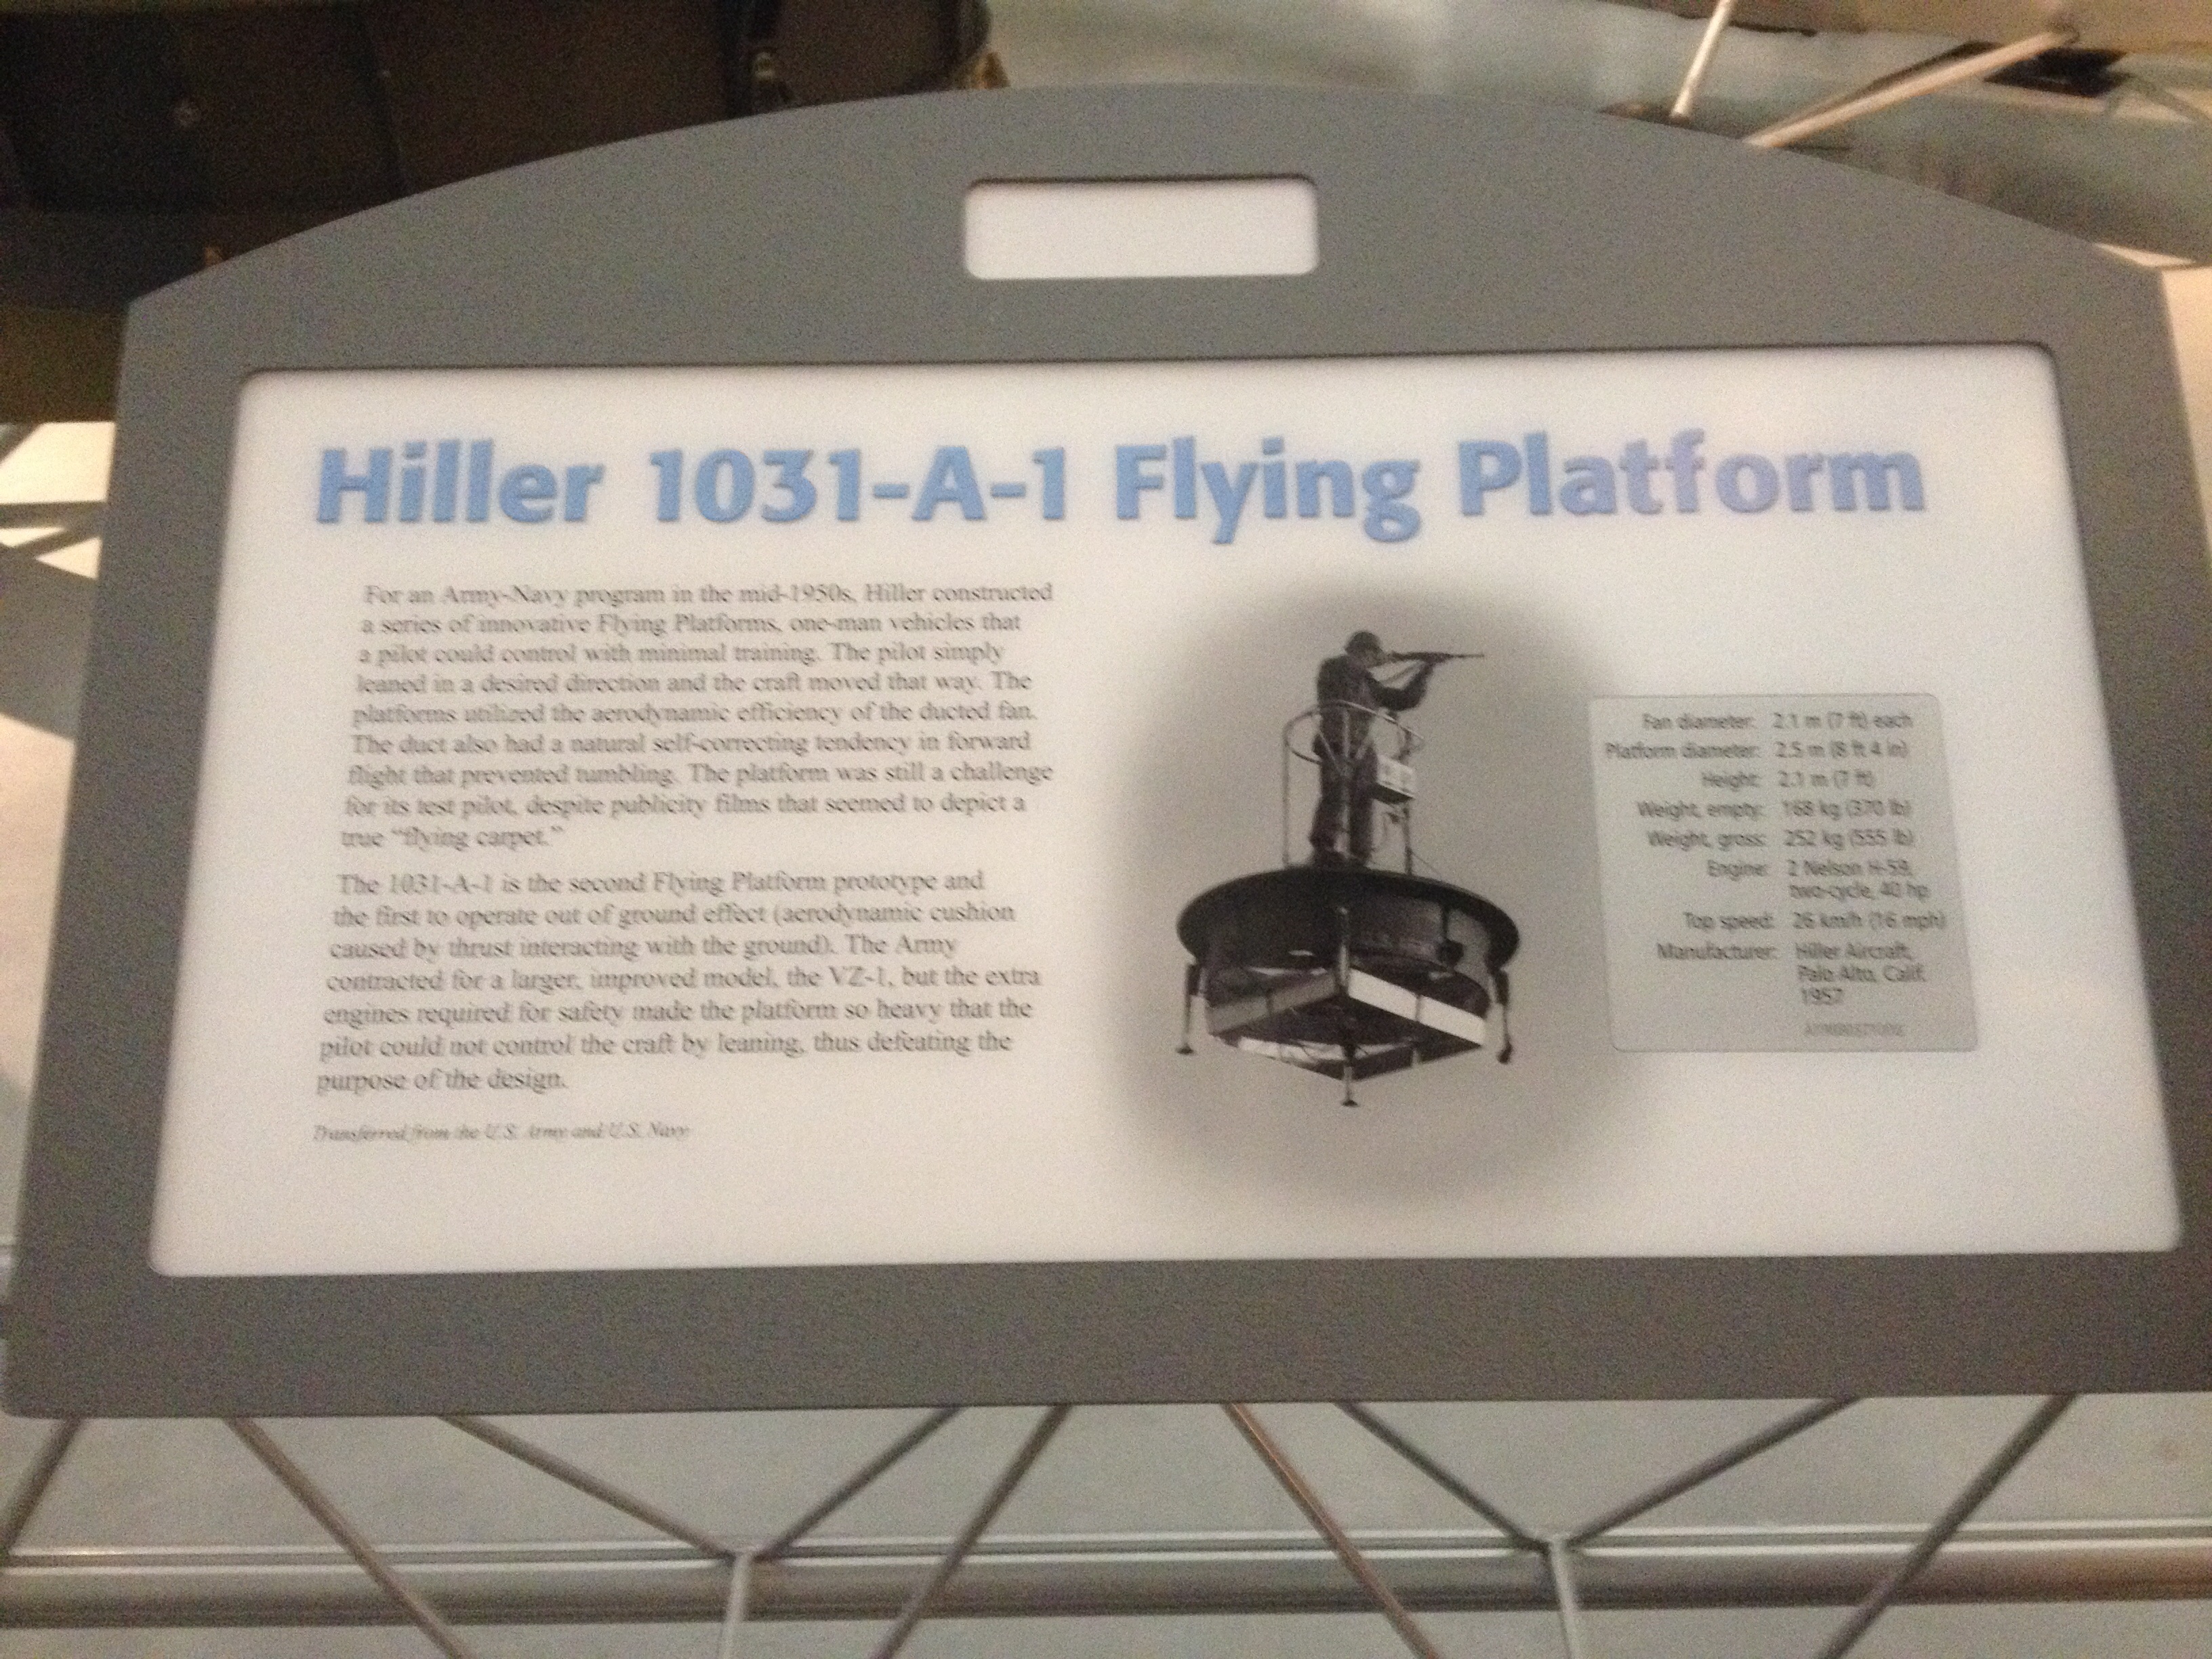 Hiller 1031-A-1 Flying Platform
For an Army-Navy program in the mid-1950s, Hiller constructed
a series of innovative Flying Platforms, one-man vehicles that
a pilot could control with minimal training. The pilot simply
leaned in a desired direction and the craft moved that way. The
platforms utilized the aerodynamic efficiency of the ducted fan.
The duct also had a natural self-correcting tendency in forward
flight that prevented tumbling. The platform was still a challenge
for its test pilot, despite publicity films that seemed to depict a
true “flying carpet.”
The 1031-A-1 is the second Flying Platform prototype and
the first to operate out of ground effect (aerodynamic cushion
caused by thrust interacting with the ground). The Army
contracted for a larger, improved model, the VZ-1, but the extra
engines required for safety made the platform so heavy that the
pilot could not control the craft by leaning, thus defeating the
purpose of the design.
Transferred from the U.S. Army and U.S. Navy
Fan diameter: 2.1 m (7 ft) each
Platform diameter: 2.5 m (8 ft 4 in)
Height: 2.1 m (7 ft)
Weight, empty: 168 kg (370 lb)
Weight, gross: 252 kg (555 lb)
Engine: 2 Nelson H-59,
two-cycle, 40 hp
Top speed: 26 km/h (16 mph)
Manufacturer: Hiller Aircraft,
Palo Alto, Calif.
1957